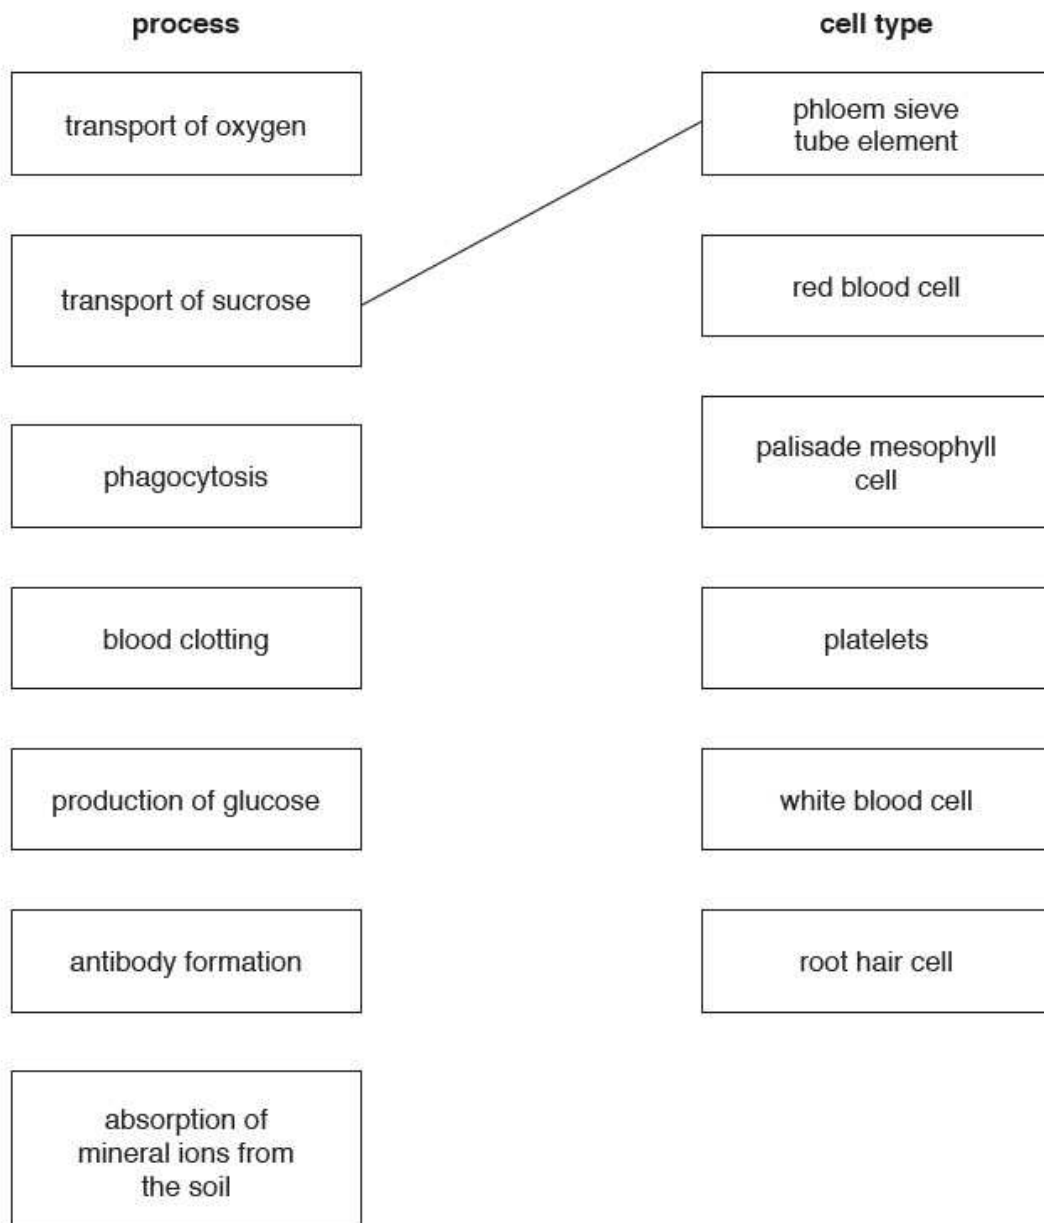 process
cell type
transport of oxygen
phloem sieve
tube element
transport of sucrose
red blood cell
phagocytosis
palisade mesophyll
cell
blood clotting
platelets
production of glucose
white blood cell
antibody formation
root hair cell
absorption of
mineral ions from
the soil